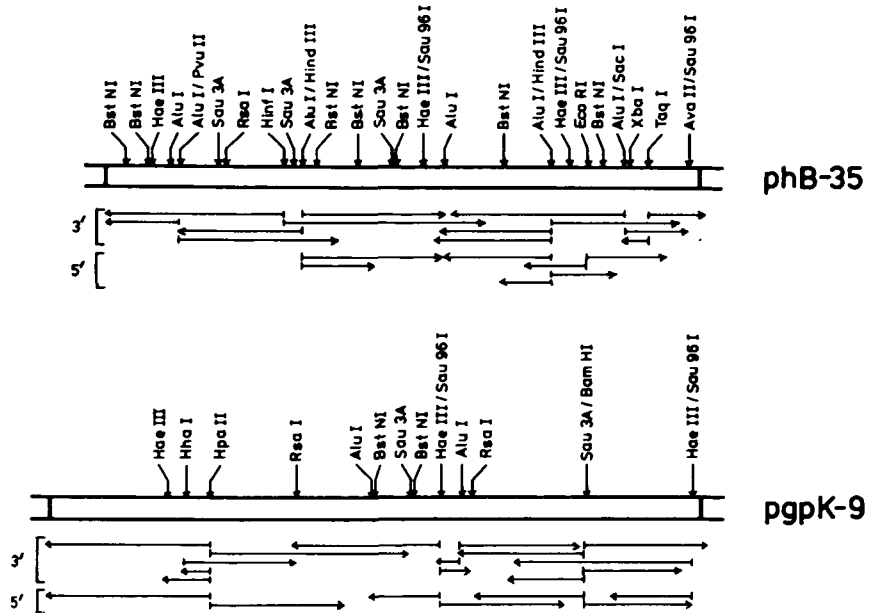 Bst NI
Bst NI
Hae III
Alu I
Alu I / Pvu II
Sau 3A
Rsa I
Hinf I
Sau 3A
Alu I / Hind III
Bst NI
Bst NI
Sau 3A
Bst NI
Hae III / Sau 96 I
Alu I
Bst NI
Alu I / Hind III
Hae III / Sau 96 I
Eco RI
Bst NI
Alu I / Sac I
Xba I
Taq I
Ava II / Sau 96 I
phB-35
3'
5'
Hae III
Hha I
Hpa II
Rsa I
Alu I
Bst NI
Sau 3A
Bst NI
Hae III / Sau 96 I
Alu I
Rsa I
Sau 3A / Bam HI
Hae III / Sau 96 I
pgpK-9
3'
5'